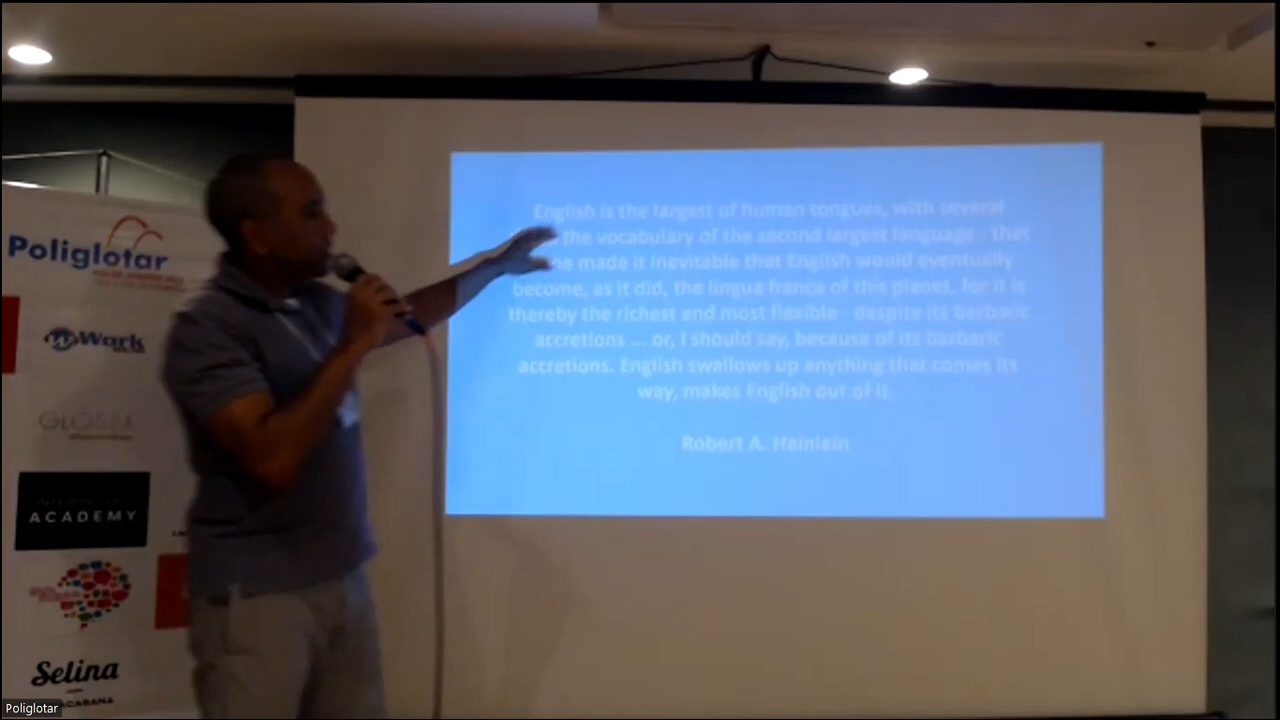 Poliglotar
Wark
GLOSSA
ACADEMY
Selina
ACABANA
English is the largest of human tongues, with several
the vocabulary of the second largest language - that
made it inevitable that English would eventually
become, as it did, the lingua franca of this planet, for it is
thereby the richest and most flexible - despite its barbaric
accretions ... or, I should say, because of its barbaric
accretions. English swallows up anything that comes its
way, makes English out of it.
Robert A. Heinlein
Poliglotar